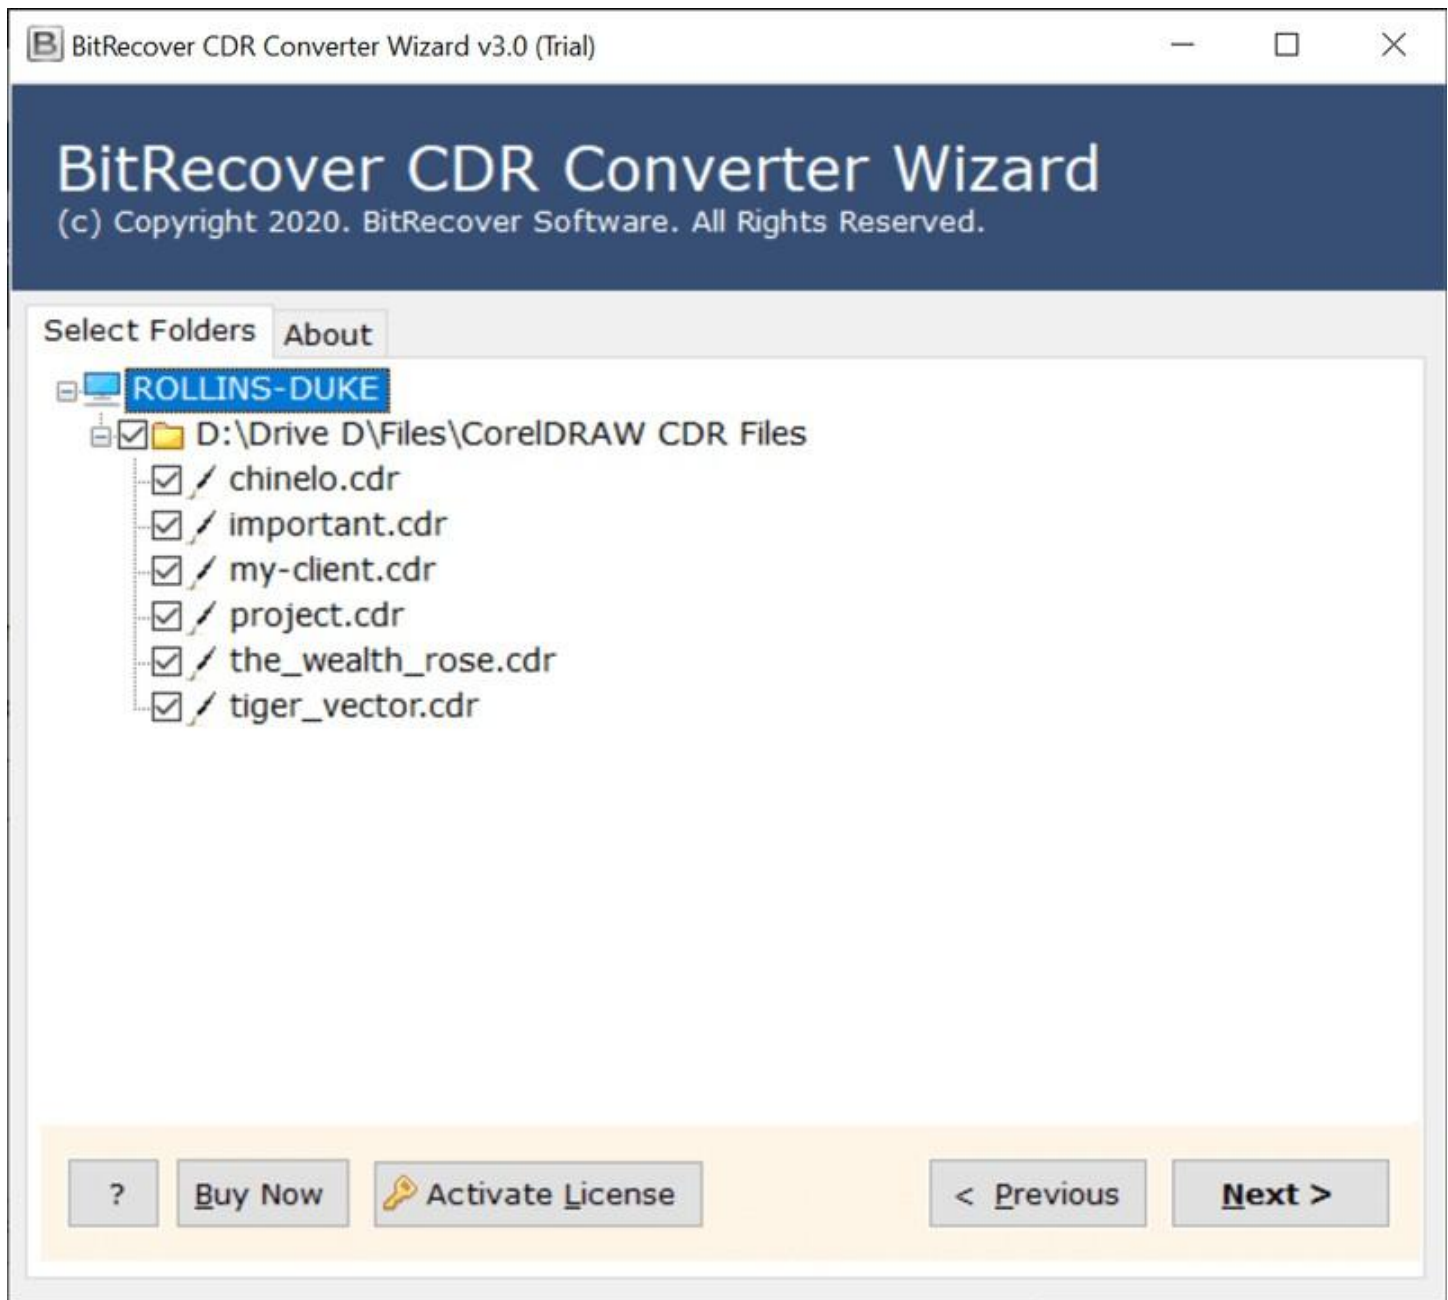 BitRecover CDR Converter Wizard v3.0 (Trial)
BitRecover CDR Converter Wizard
(c) Copyright 2020. BitRecover Software. All Rights Reserved.
Select Folders About
ROLLINS-DUKE
D:\Drive D\Files\CorelDRAW CDR Files
chinelo.cdr
important.cdr
my-client.cdr
project.cdr
the_wealth_rose.cdr
tiger_vector.cdr
? Buy Now Activate License < Previous Next >